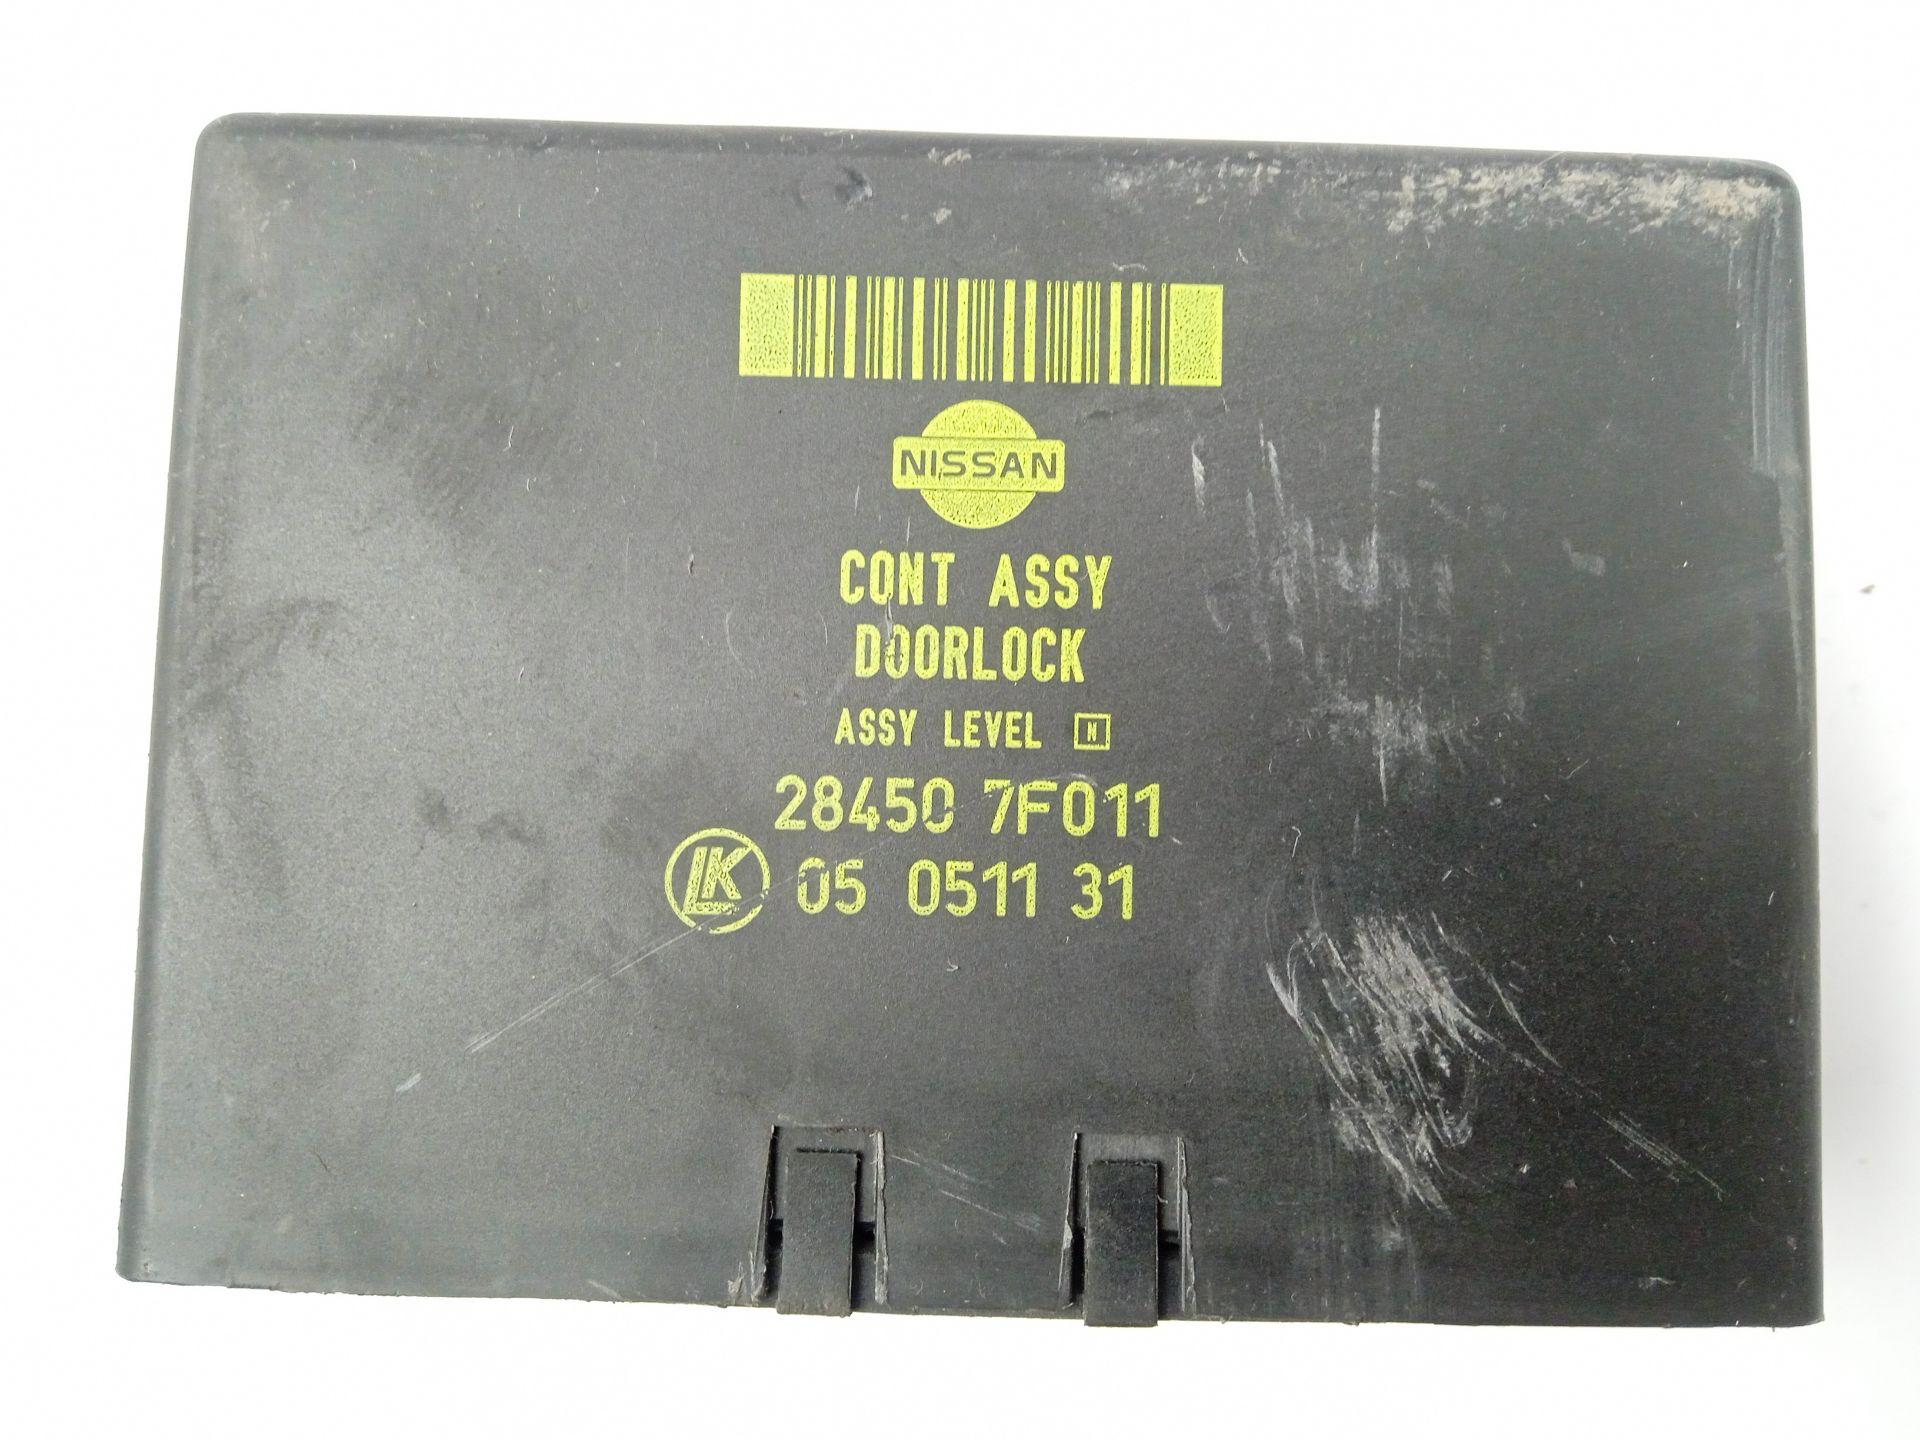 NISSAN
CONT ASSY
DOORLOCK
ASSY LEVEL N
28450 7F011
LK 05 0511 31